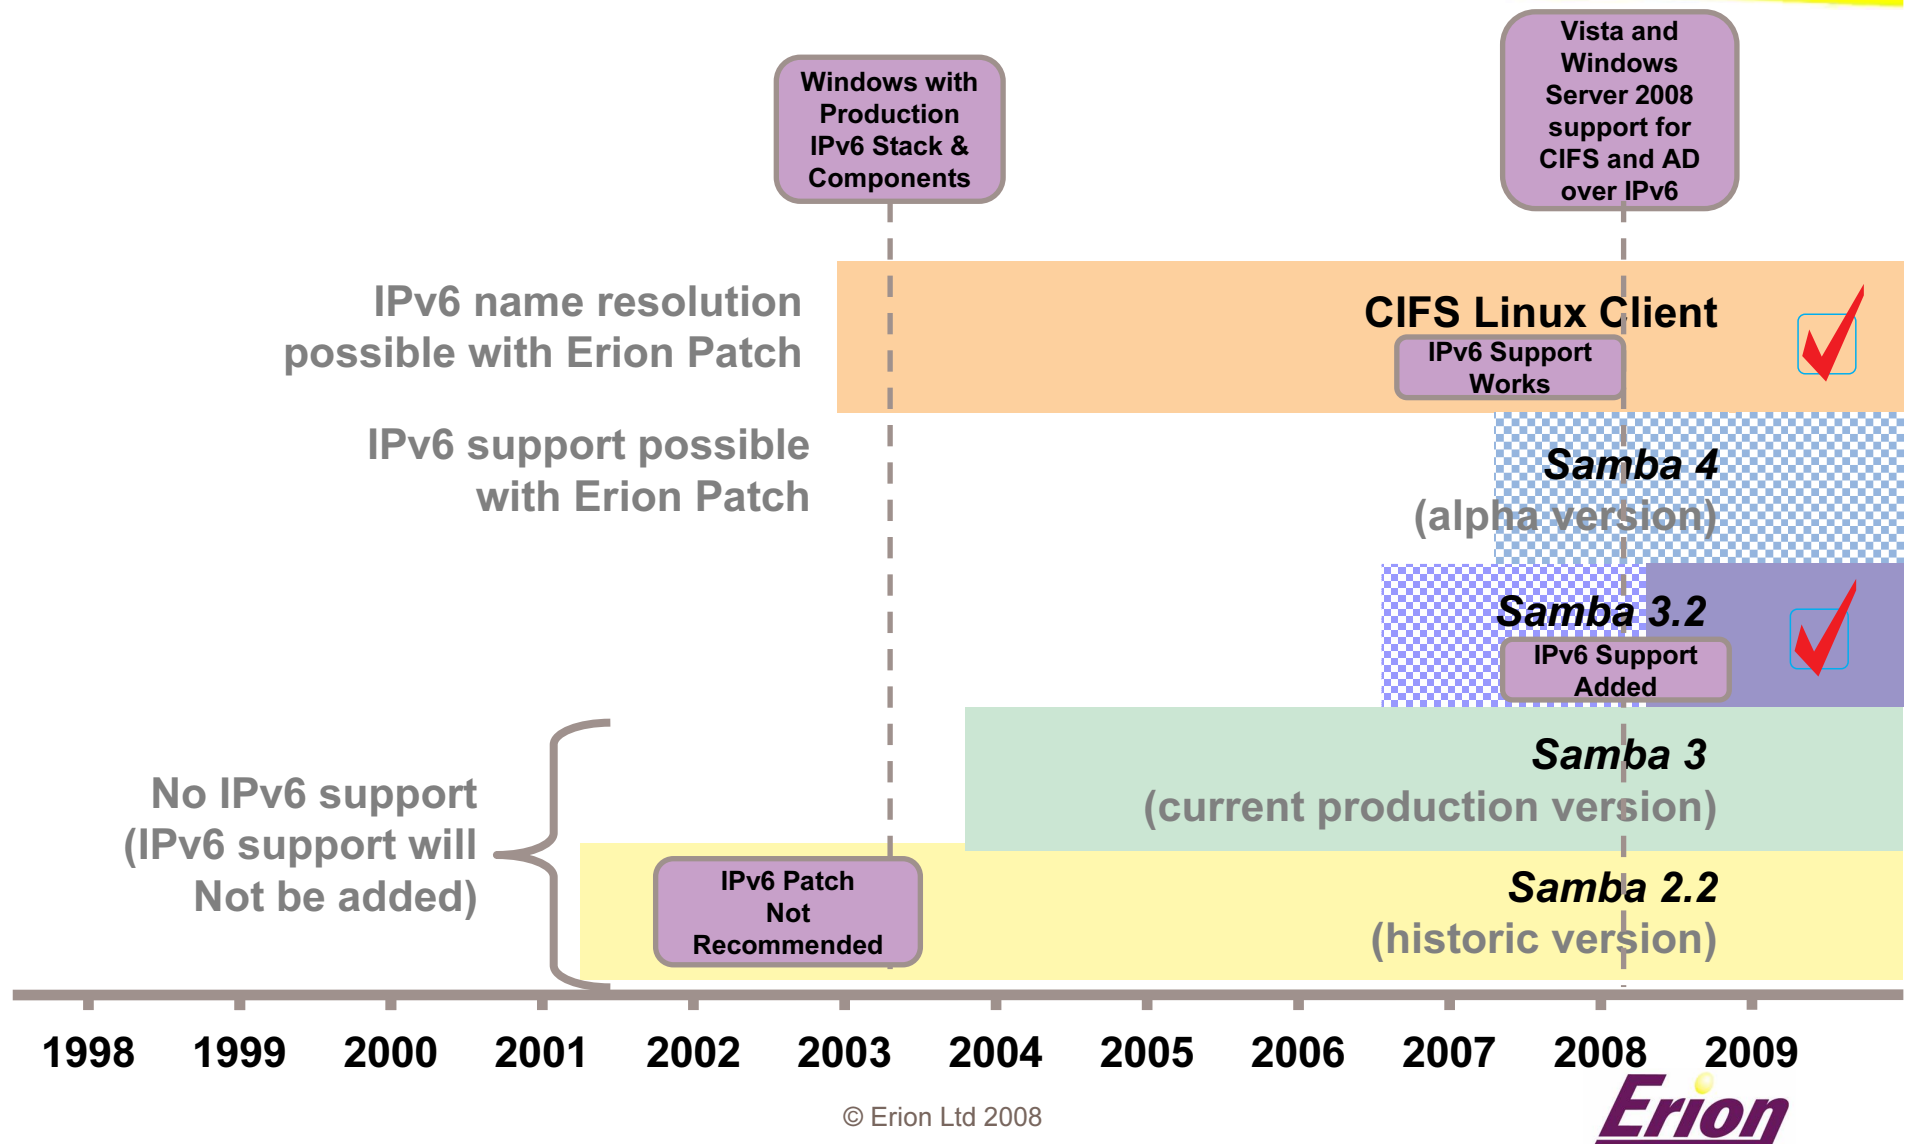 Windows with
Production
IPv6 Stack &
Components
Vista and
Windows
Server 2008
support for
CIFS and AD
over IPv6
IPv6 name resolution
possible with Erion Patch
CIFS Linux Client
IPv6 Support
Works
IPv6 support possible
with Erion Patch
Samba 4
(alpha version)
Samba 3.2
IPv6 Support
Added
No IPv6 support
(IPv6 support will
Not be added)
Samba 3
(current production version)
IPv6 Patch
Not
Recommended
Samba 2.2
(historic version)
1998 1999 2000 2001 2002 2003 2004 2005 2006 2007 2008 2009
© Erion Ltd 2008
Erion